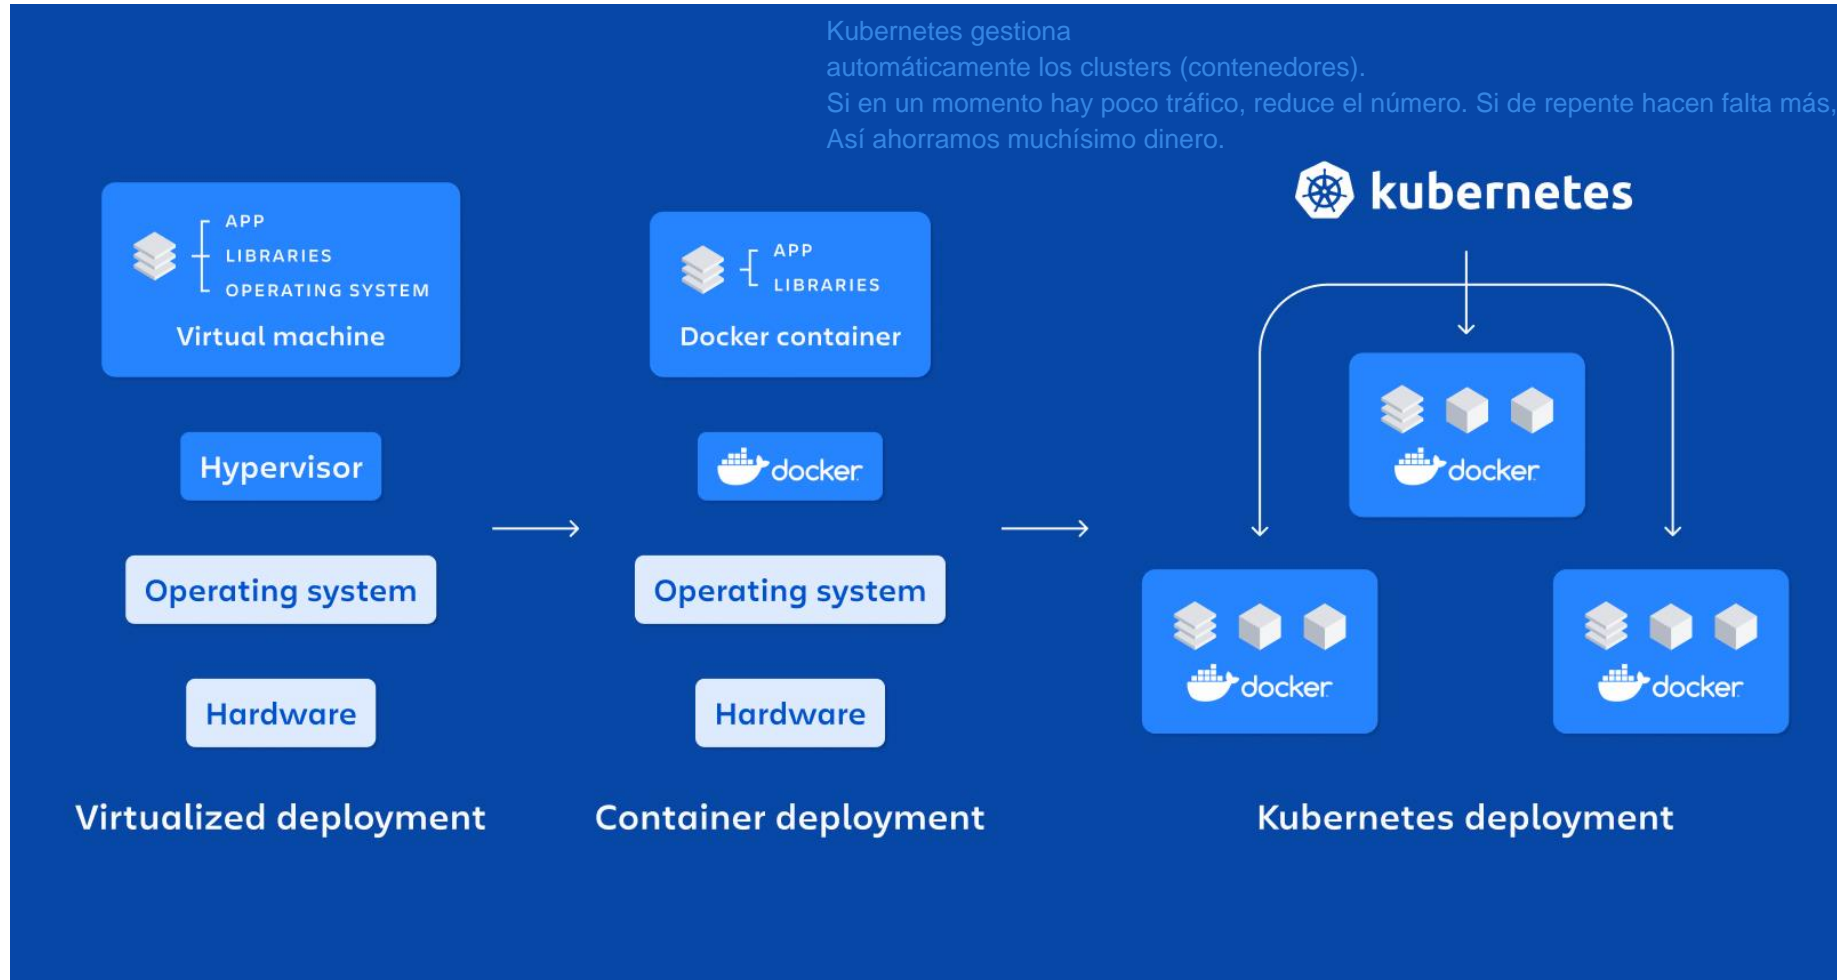 Kubernetes gestiona
automáticamente los clusters (contenedores).
Si en un momento hay poco tráfico, reduce el número. Si de repente hacen falta más,
Así ahorramos muchísimo dinero.
kubernetes
APP
LIBRARIES
OPERATING SYSTEM
Virtual machine
Hypervisor
Operating system
Hardware
Virtualized deployment
APP
LIBRARIES
Docker container
docker
Operating system
Hardware
Container deployment
docker
docker
docker
Kubernetes deployment